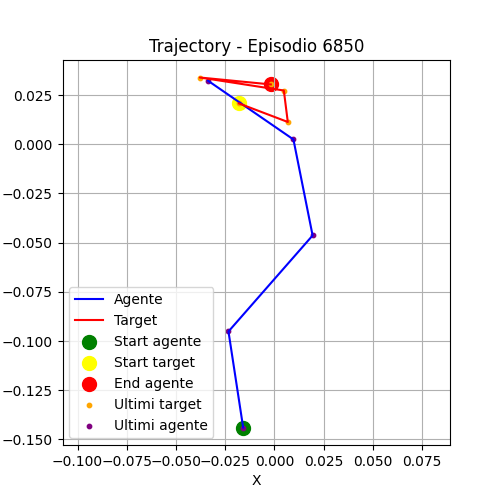 Trajectory - Episodio 6850
0.025
0.000
−0.025
−0.050
−0.075
−0.100
−0.125
−0.150
Agente
Target
Start agente
Start target
End agente
Ultimi target
Ultimi agente
−0.100 −0.075 −0.050 −0.025 0.000 0.025 0.050 0.075
X